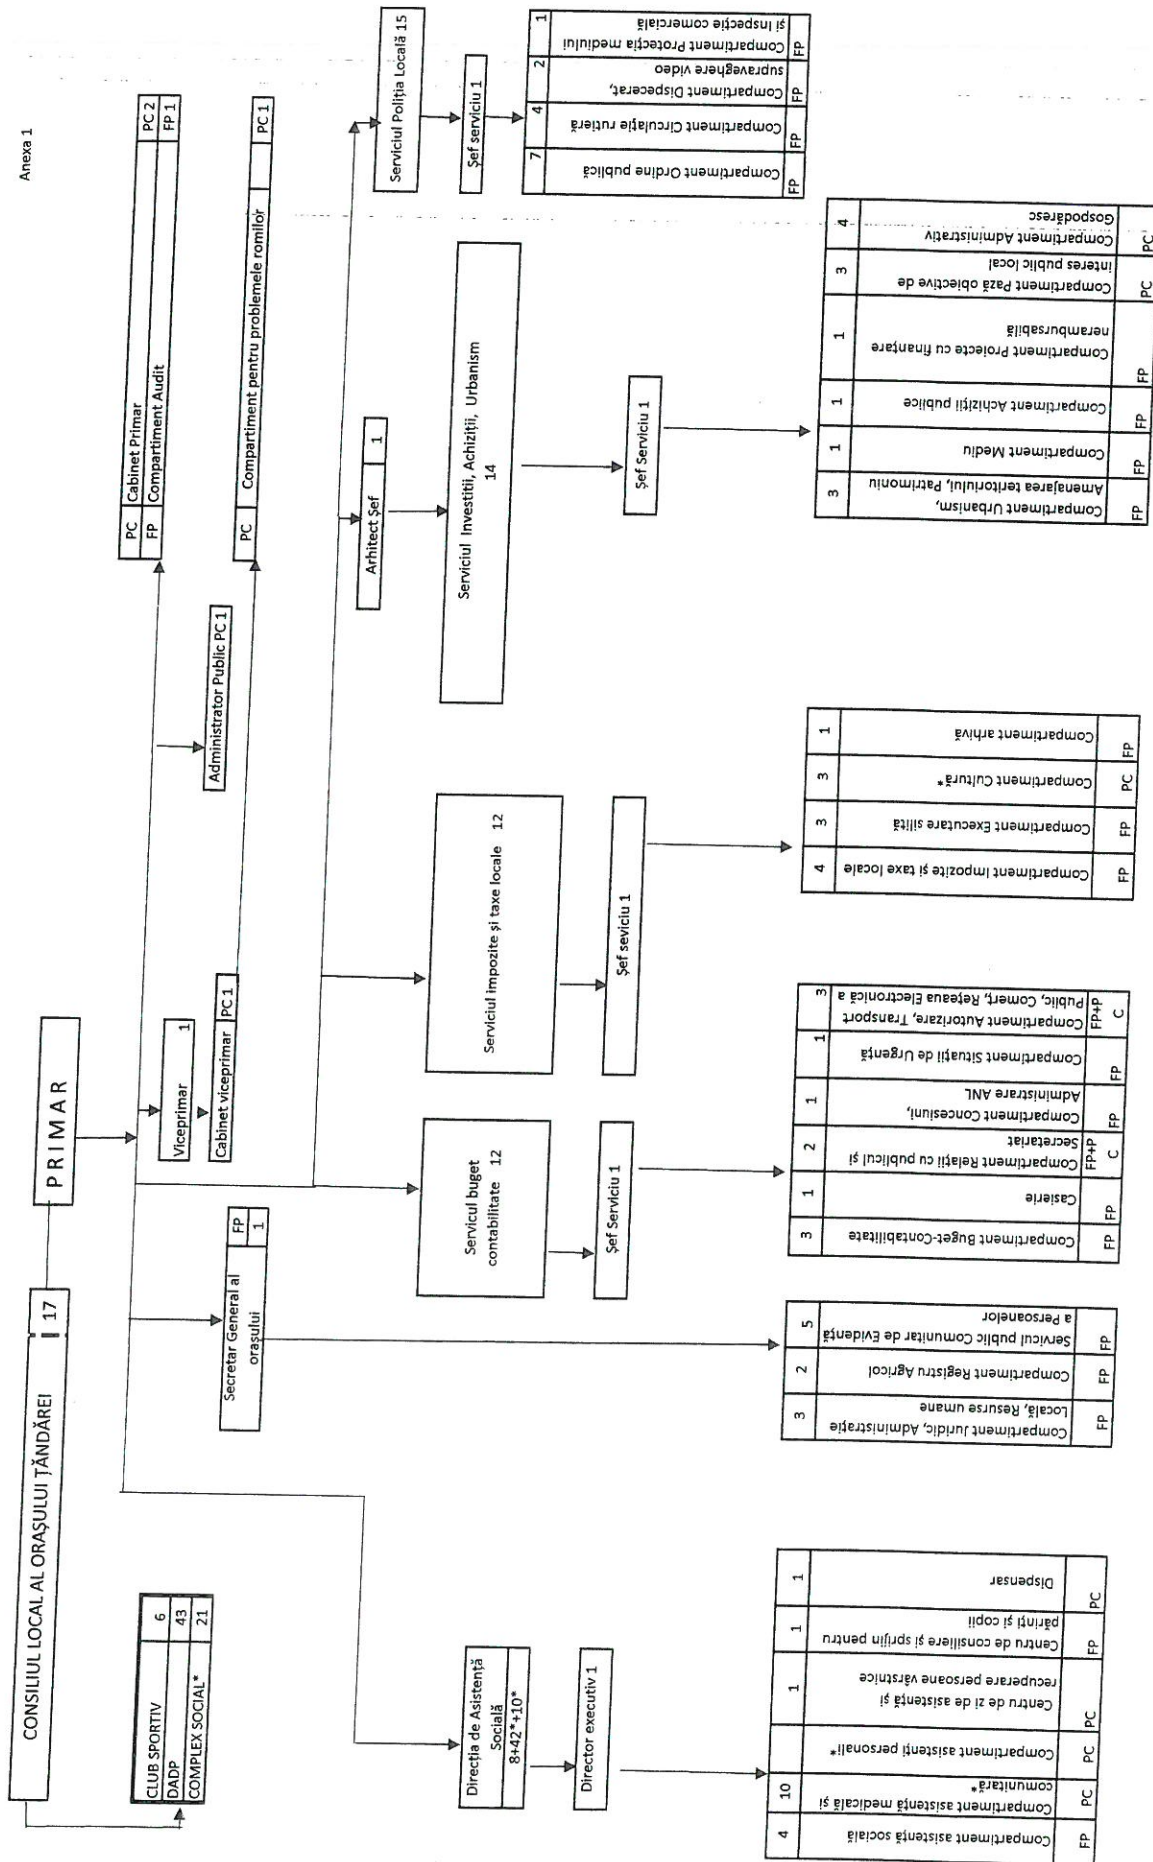 Anexa 1
CONSILIUL LOCAL AL ORAȘULUI ȚĂNDĂREI 17
PRIMAR
CLUB SPORTIV 6
DADP 43
COMPLEX SOCIAL* 21
Viceprimar 1
Cabinet viceprimar PC 1
Administrator Public PC 1
PC Cabinet Primar PC 2
FP Compartiment Audit FP 1
PC Compartiment pentru problemele romilor PC 1
Secretar General al
orașului
FP
1
Direcția de Asistență
Socială
8+42*+10*
Director executiv 1
Servicul buget
contabilitate 12
Șef Serviciu 1
Serviciul impozite și taxe locale 12
Șef seviciu 1
Arhitect Șef 1
Serviciul Investitii, Achiziții, Urbanism
14
Șef Serviciu 1
Serviciul Poliția Locală 15
Șef serviciu 1
4
Compartiment asistență socială
FP
10
Compartiment asistență medicală și
comunitară*
PC
Compartiment asistenți personali*
PC
1
Centru de zi de asistență și
recuperare persoane vârstnice
PC
1
Centru de consiliere și sprijin pentru
părinți și copii
FP
1
Dispensar
PC
3
Compartiment Juridic, Administrație
Locală, Resurse umane
FP
2
Compartiment Registru Agricol
FP
5
Servicul public Comunitar de Evidență
a Persoanelor
FP
3
Compartiment Buget-Contabilitate
FP
1
Casierie
FP
2
Compartiment Relații cu publicul și
Secretariat
FP+P
C
1
Compartiment Concesiuni,
Administrare ANL
FP
1
Compartiment Situații de Urgență
FP
3
Compartiment Autorizare, Transport
Public, Comerț, Rețeaua Electronică a
FP+P
C
4
Compartiment Impozite și taxe locale
FP
3
Compartiment Executare silită
FP
3
Compartiment Cultură*
PC
1
Compartiment arhivă
FP
3
Compartiment Urbanism,
Amenajarea teritoriului, Patrimoniu
FP
1
Compartiment Mediu
FP
1
Compartiment Achiziții publice
FP
1
Compartiment Proiecte cu finanțare
nerambursabilă
FP
3
Compartiment Pază obiective de
interes public local
PC
4
Compartiment Administrativ
Gospodăresc
PC
7
Compartiment Ordine publică
FP
4
Compartiment Circulație rutieră
2
Compartiment Dispecerat,
supraveghere video
FP
1
Compartiment Protecția mediului
și Inspecție comercială
FP